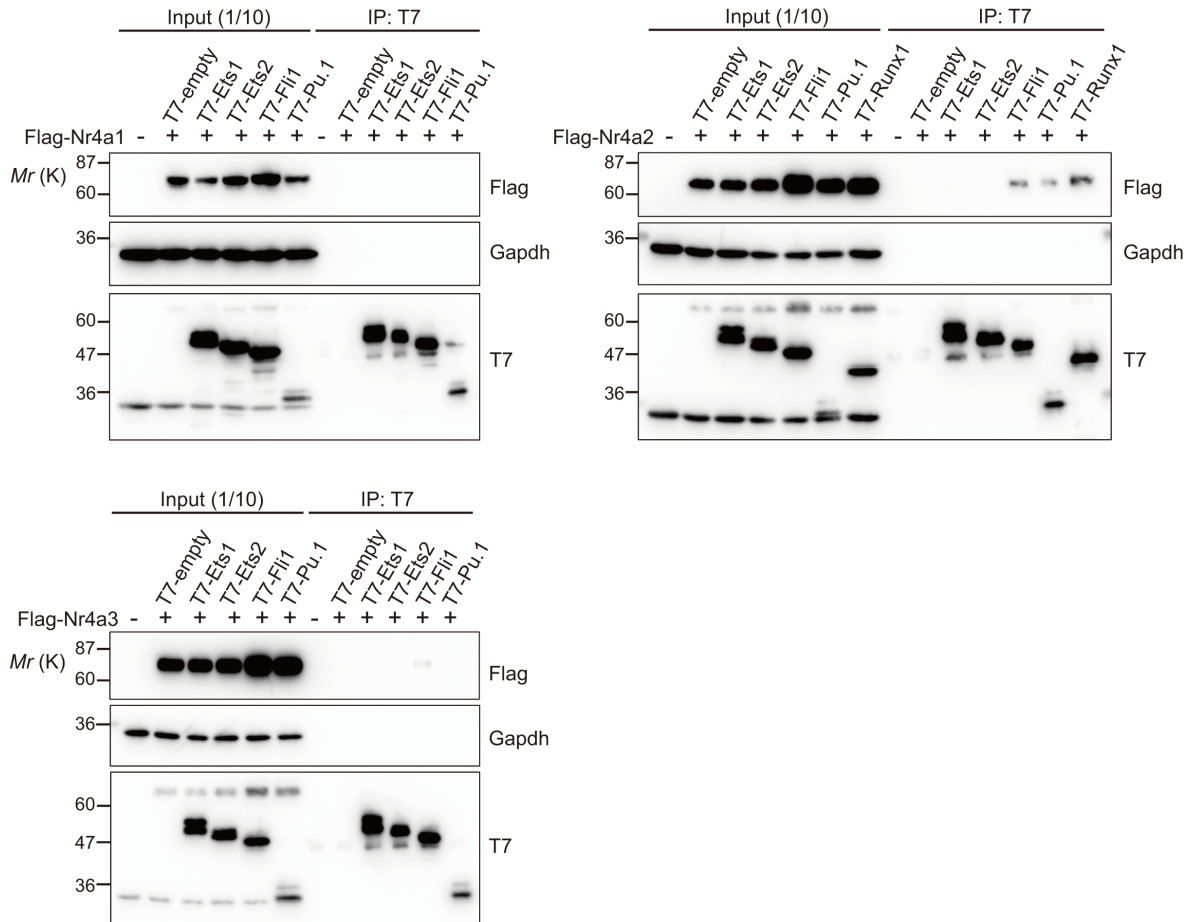 Input (1/10) IP: T7
T7-empty T7-Ets1 T7-Ets2 T7-Fli1 T7-Pu.1 T7-empty T7-Ets1 T7-Ets2 T7-Fli1 T7-Pu.1
Flag-Nr4a1 - + + + + + - + + + + +
Mr (K) 87 60 Flag
36 Gapdh
60 47 36 T7
Input (1/10) IP: T7
T7-empty T7-Ets1 T7-Ets2 T7-Fli1 T7-Pu.1 T7-Runx1 T7-empty T7-Ets1 T7-Ets2 T7-Fli1 T7-Pu.1 T7-Runx1
Flag-Nr4a2 - + + + + + + - + + + + + +
87 60 Flag
36 Gapdh
60 47 36 T7
Input (1/10) IP: T7
T7-empty T7-Ets1 T7-Ets2 T7-Fli1 T7-Pu.1 T7-empty T7-Ets1 T7-Ets2 T7-Fli1 T7-Pu.1
Flag-Nr4a3 - + + + + + - + + + + +
Mr (K) 87 60 Flag
36 Gapdh
60 47 36 T7